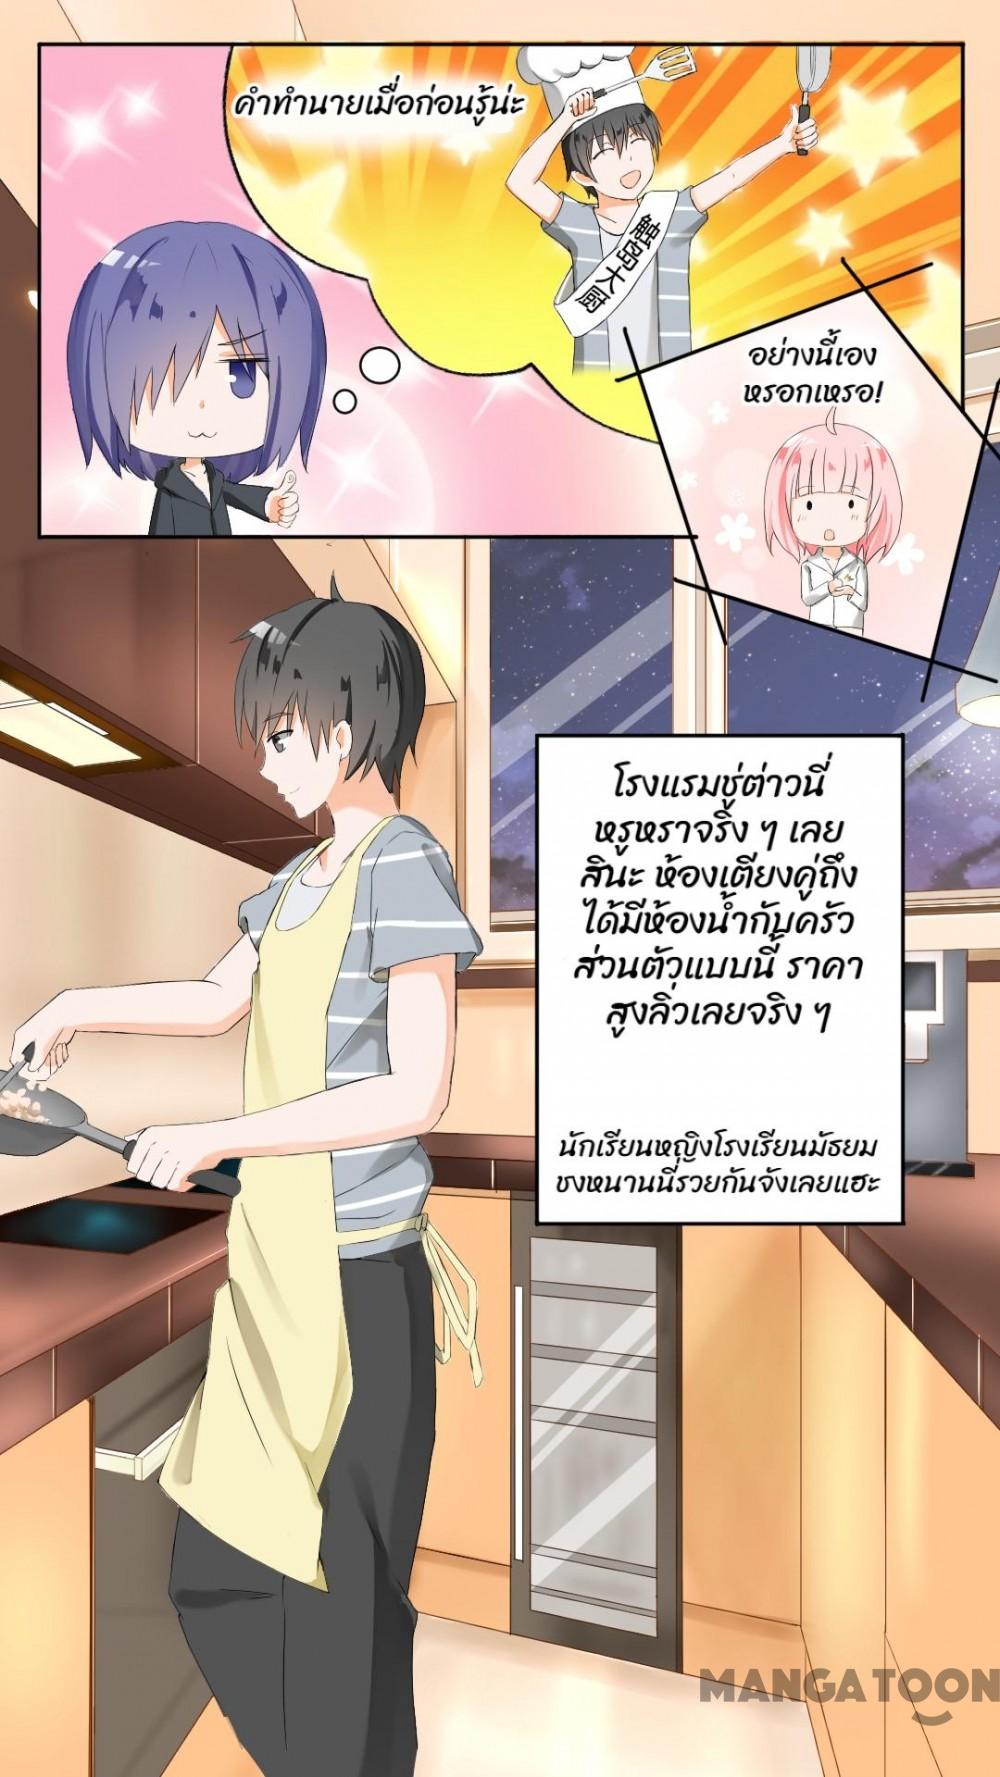 คำทำนายเมื่อก่อนรู้น่ะ
触岛大厨
อย่างนี้เอง
หรอกเหรอ!
โรงแรมชู่ต่าวนี่
หรูหราจริง ๆ เลย
สินะ ห้องเตียงคู่ถึง
ได้มีห้องน้ำกับครัว
ส่วนตัวแบบนี้ ราคา
สูงลิ่วเลยจริง ๆ
นักเรียนหญิงโรงเรียนมัธยม
ชงหนานนี่รวยกันจังเลยแฮะ
MANGATOON